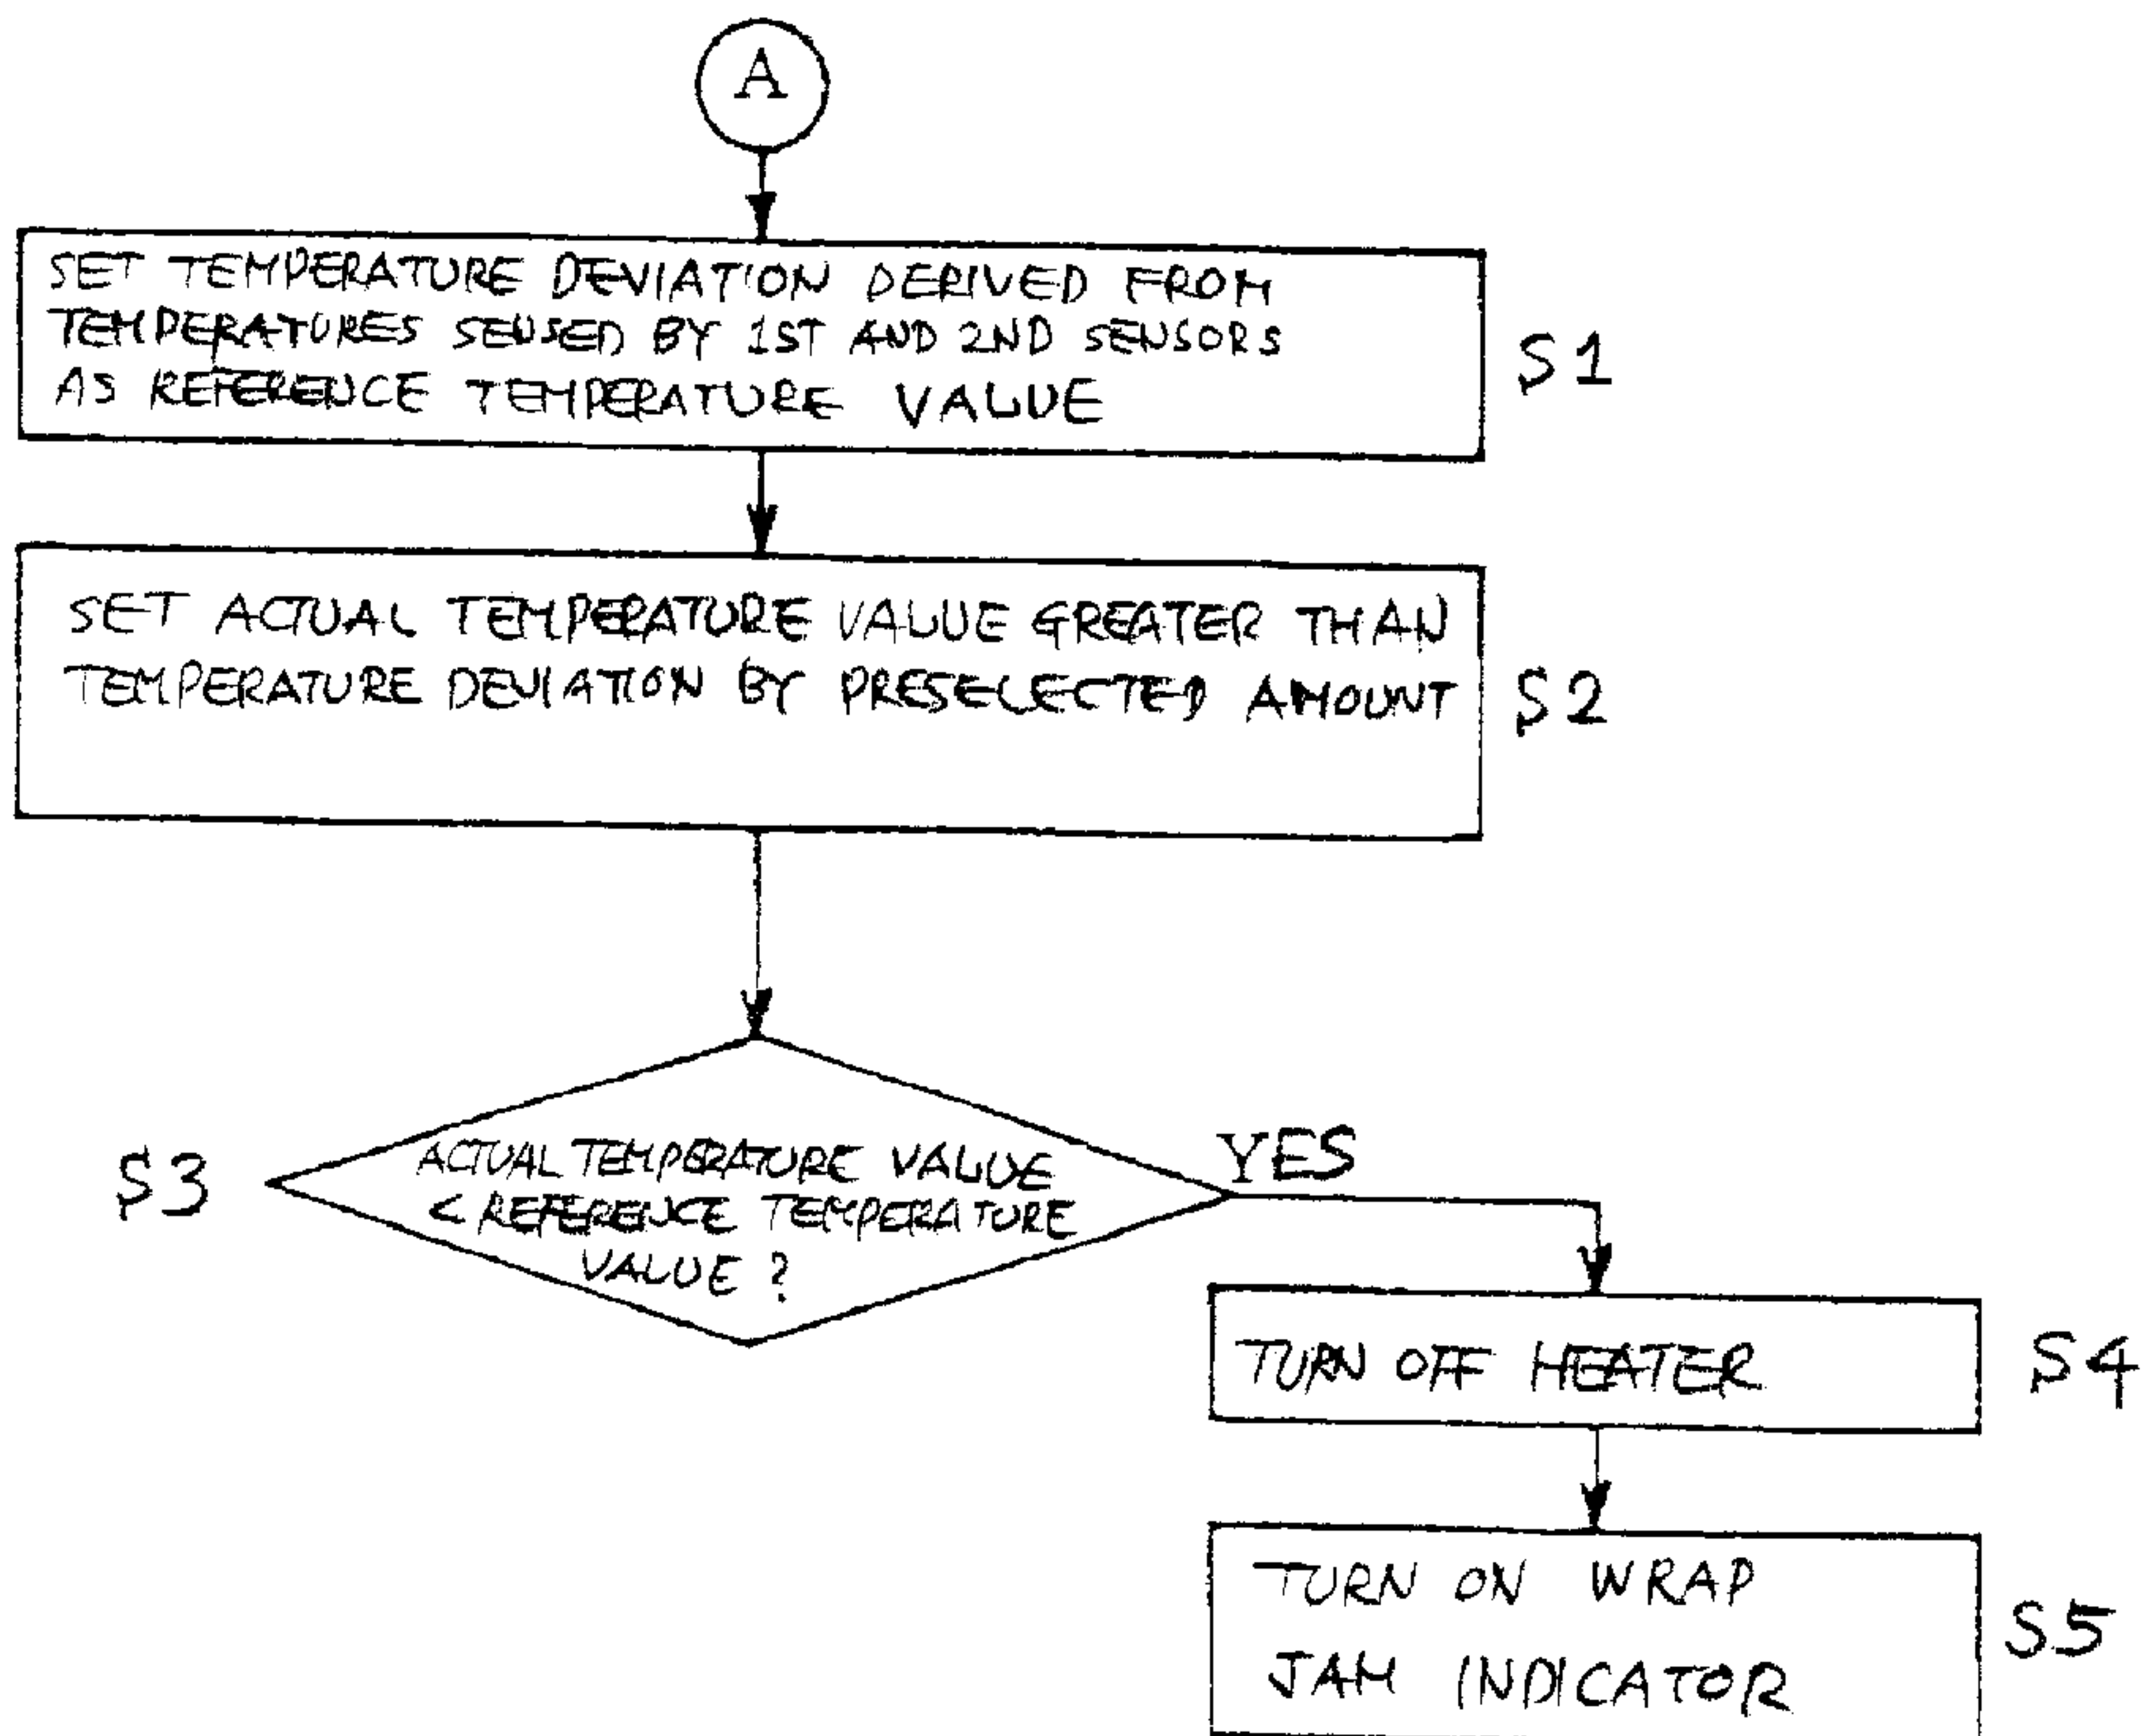 A
SET TEMPERATURE DEVIATION DERIVED FROM
TEMPERATURES SENSED BY 1ST AND 2ND SENSORS
AS REFERENCE TEMPERATURE VALUE
S1
SET ACTUAL TEMPERATURE VALUE GREATER THAN
TEMPERATURE DEVIATION BY PRESELECTED AMOUNT
S2
S3
ACTUAL TEMPERATURE VALUE
< REFERENCE TEMPERATURE
VALUE ?
YES
TURN OFF HEATER
S4
TURN ON WRAP
JAM INDICATOR
S5